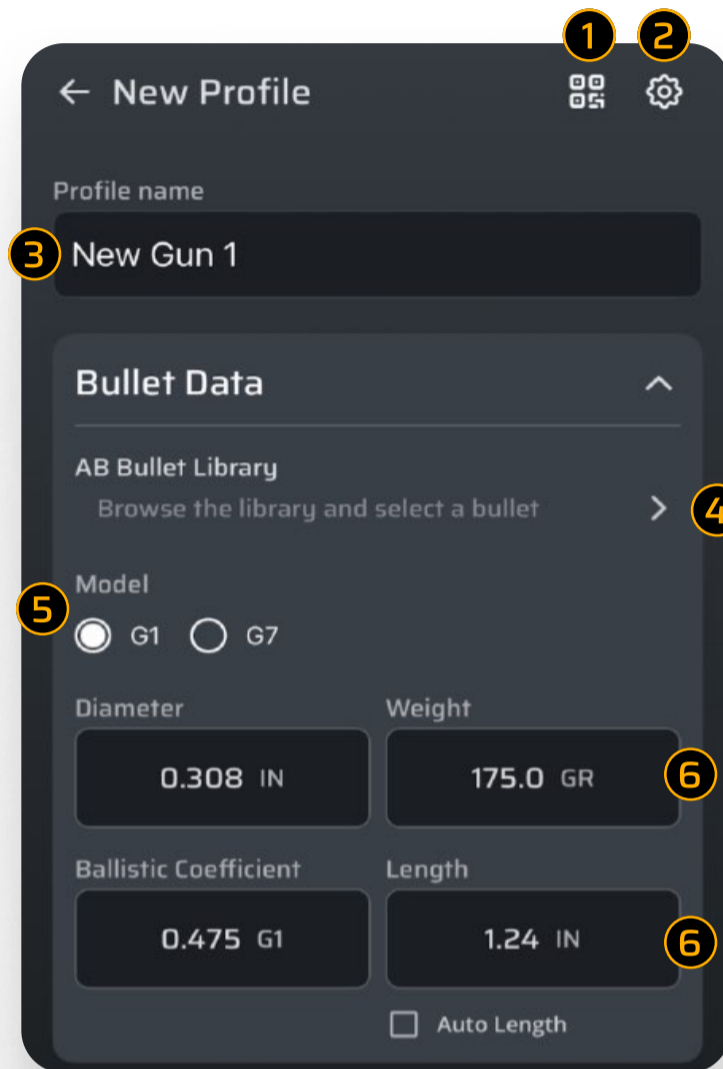 1 2
New Profile
Profile name
3 New Gun 1
Bullet Data
AB Bullet Library
Browse the library and select a bullet 4
Model
5 G1 G7
Diameter Weight
0.308 IN 175.0 GR 6
Ballistic Coefficient Length
0.475 G1 1.24 IN 6
Auto Length